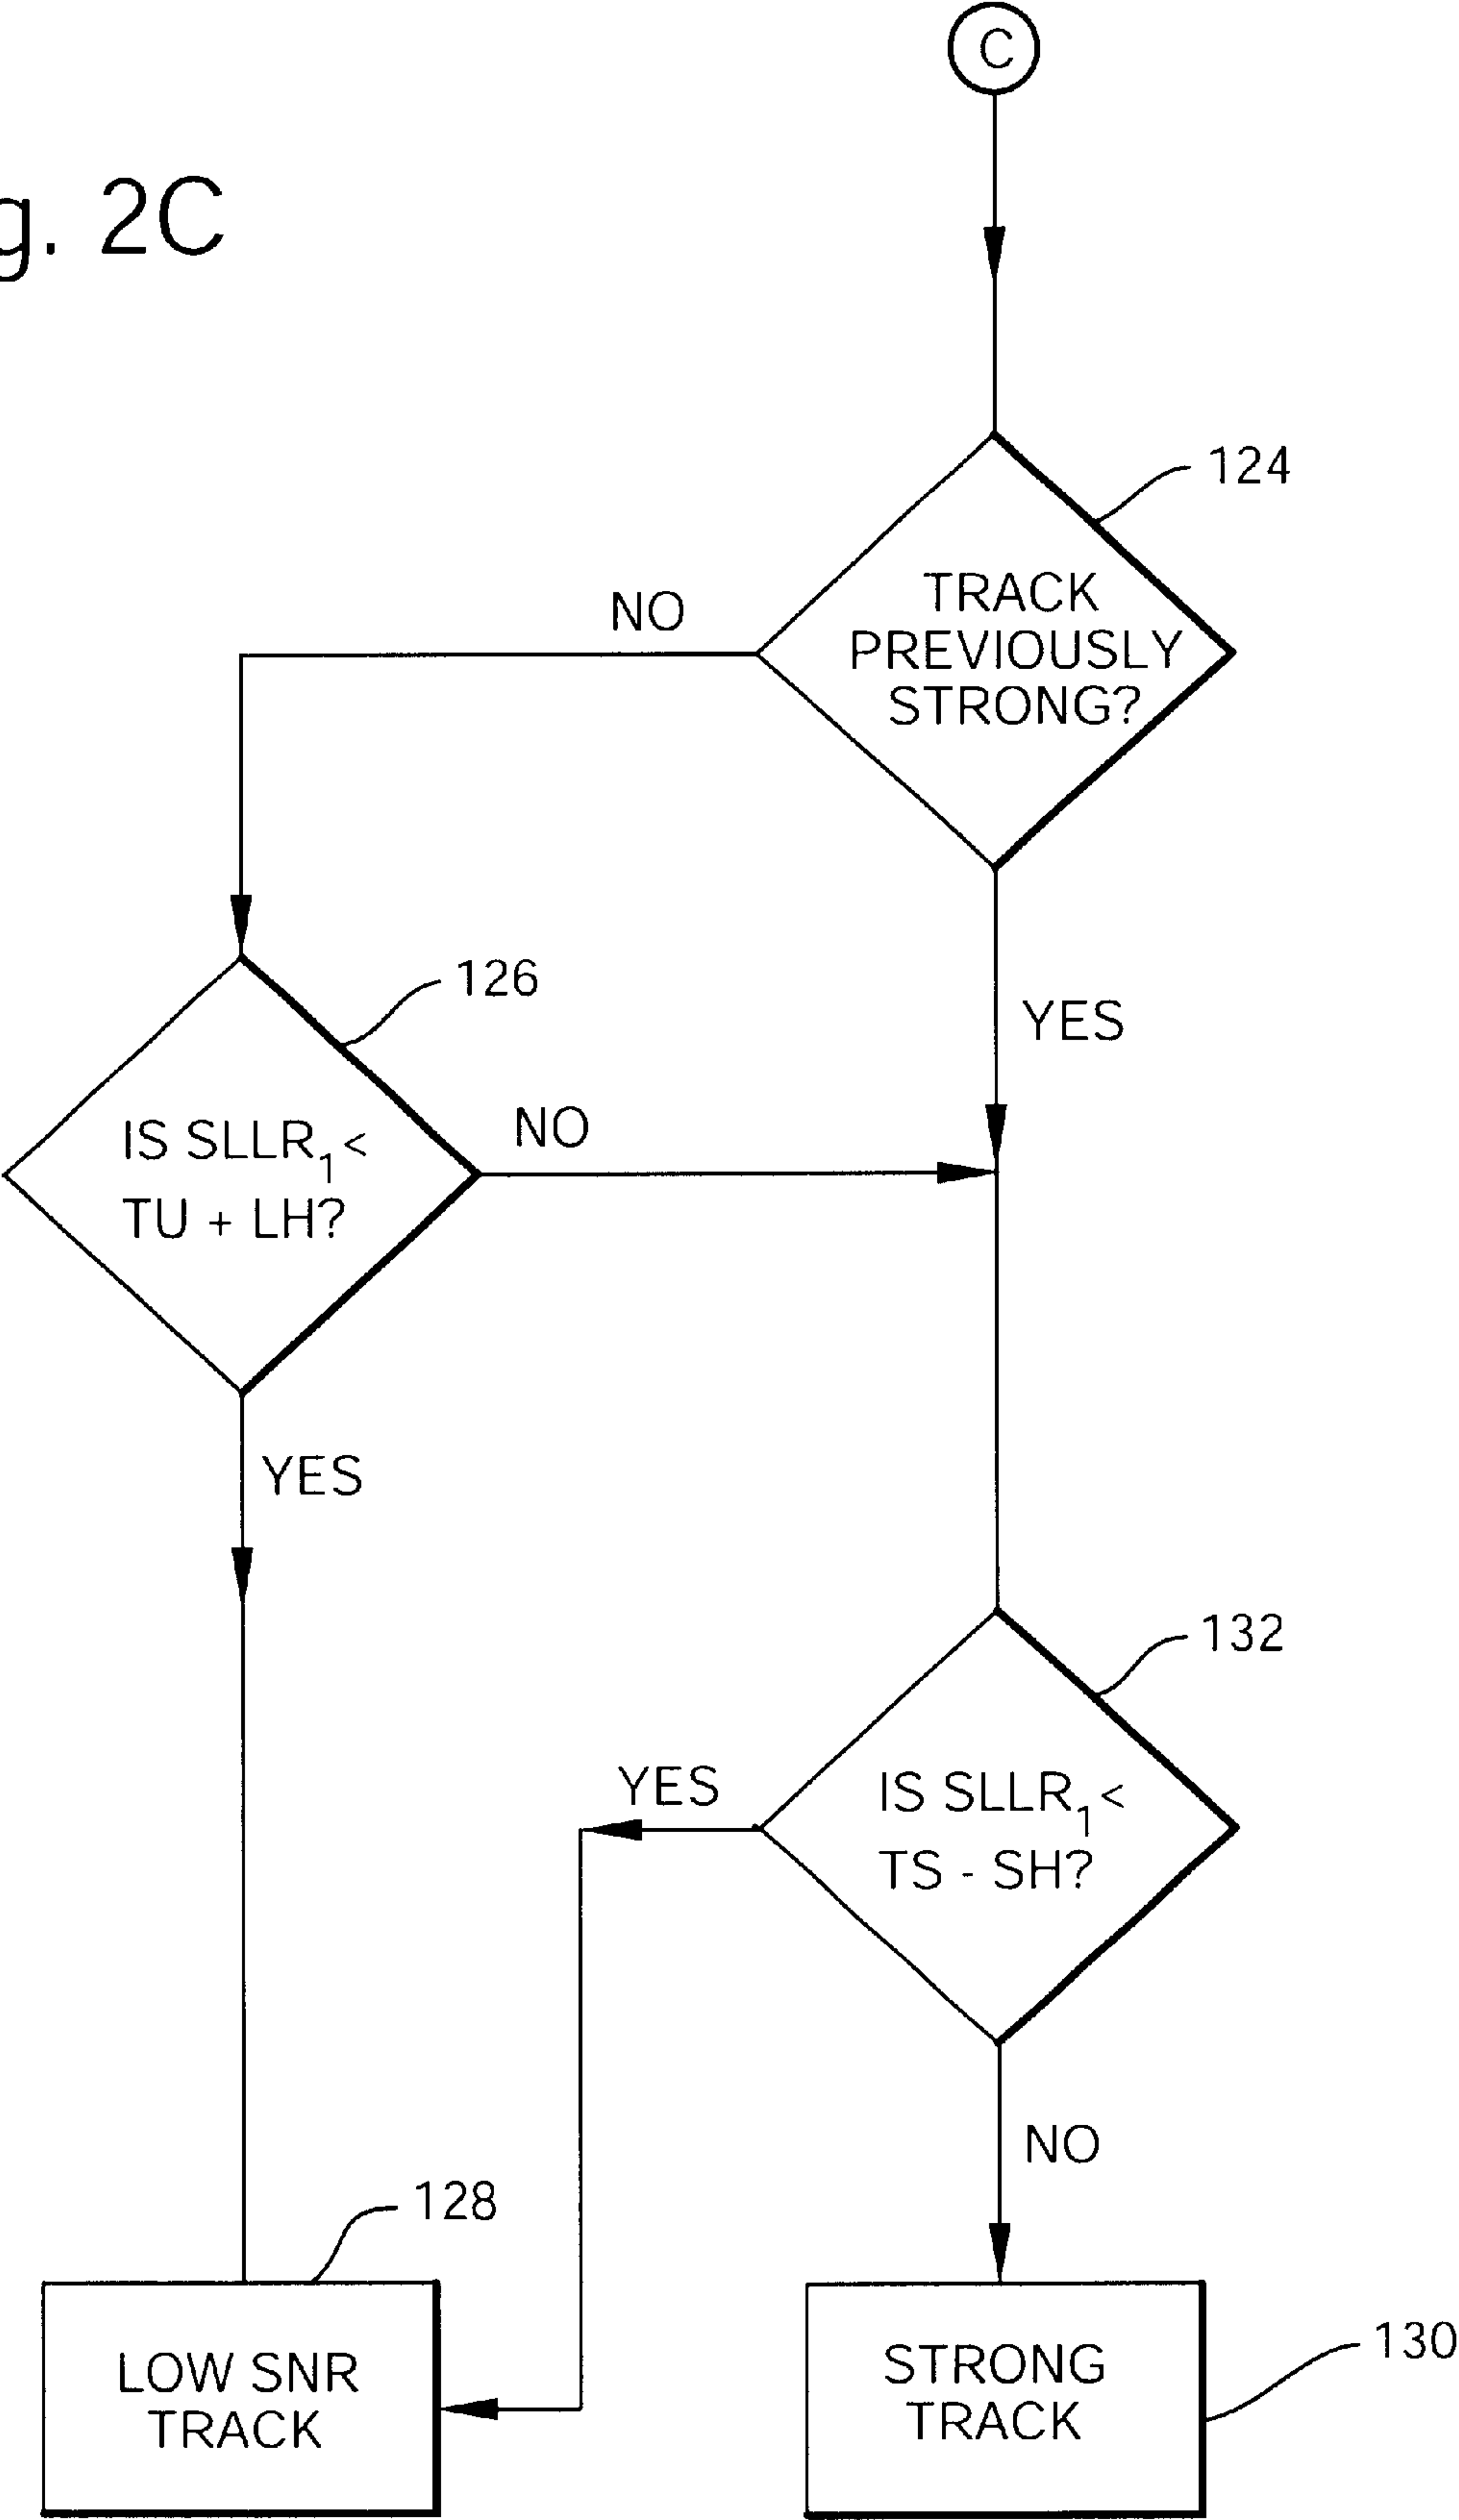 C
g. 2C
124
TRACK
PREVIOUSLY
STRONG?
NO
126
YES
IS SLLR1<
TU + LH?
NO
YES
132
YES
IS SLLR1<
TS - SH?
NO
128
LOW SNR
TRACK
STRONG
TRACK
130